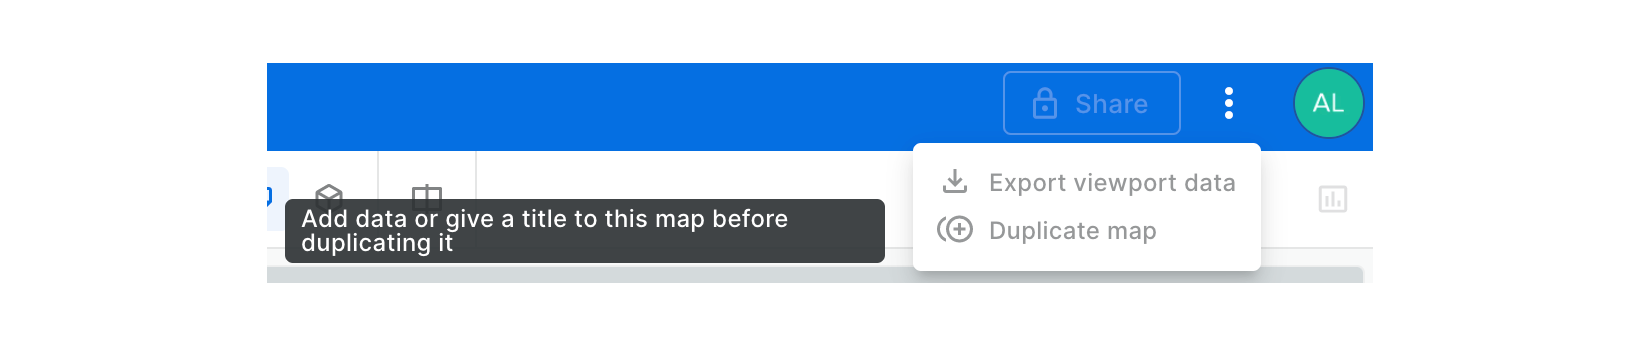 Share
AL
Export viewport data
Add data or give a title to this map before
duplicating it
Duplicate map